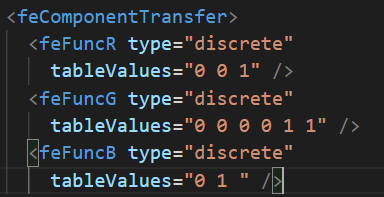 <feComponentTransfer>
<feFuncR type="discrete"
tableValues="0 0 1" />
<feFuncG type="discrete"
tableValues="0 0 0 0 1 1" />
<feFuncB type="discrete"
tableValues="0 1 " />